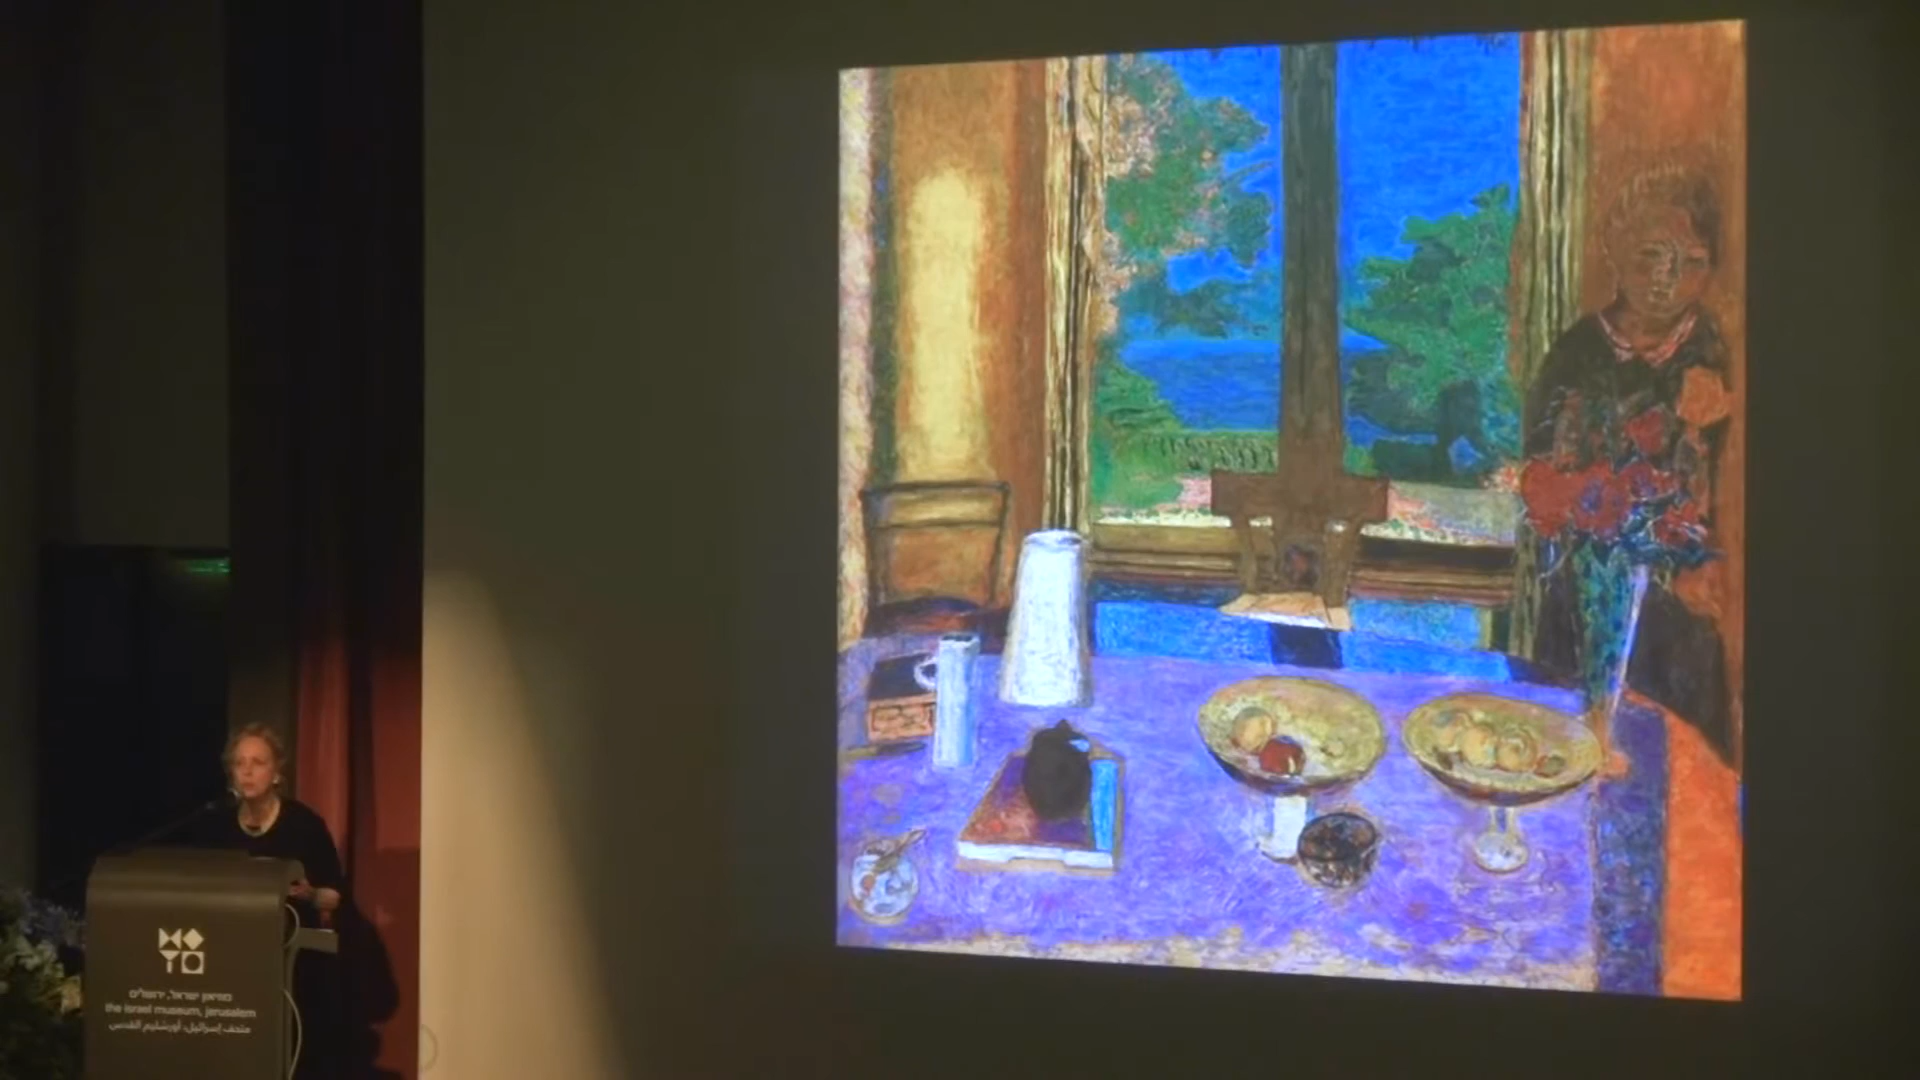 מוזיאון ישראל, ירושלים
the israel museum, jerusalem
متحف إسرائيل، أورشليم القدس